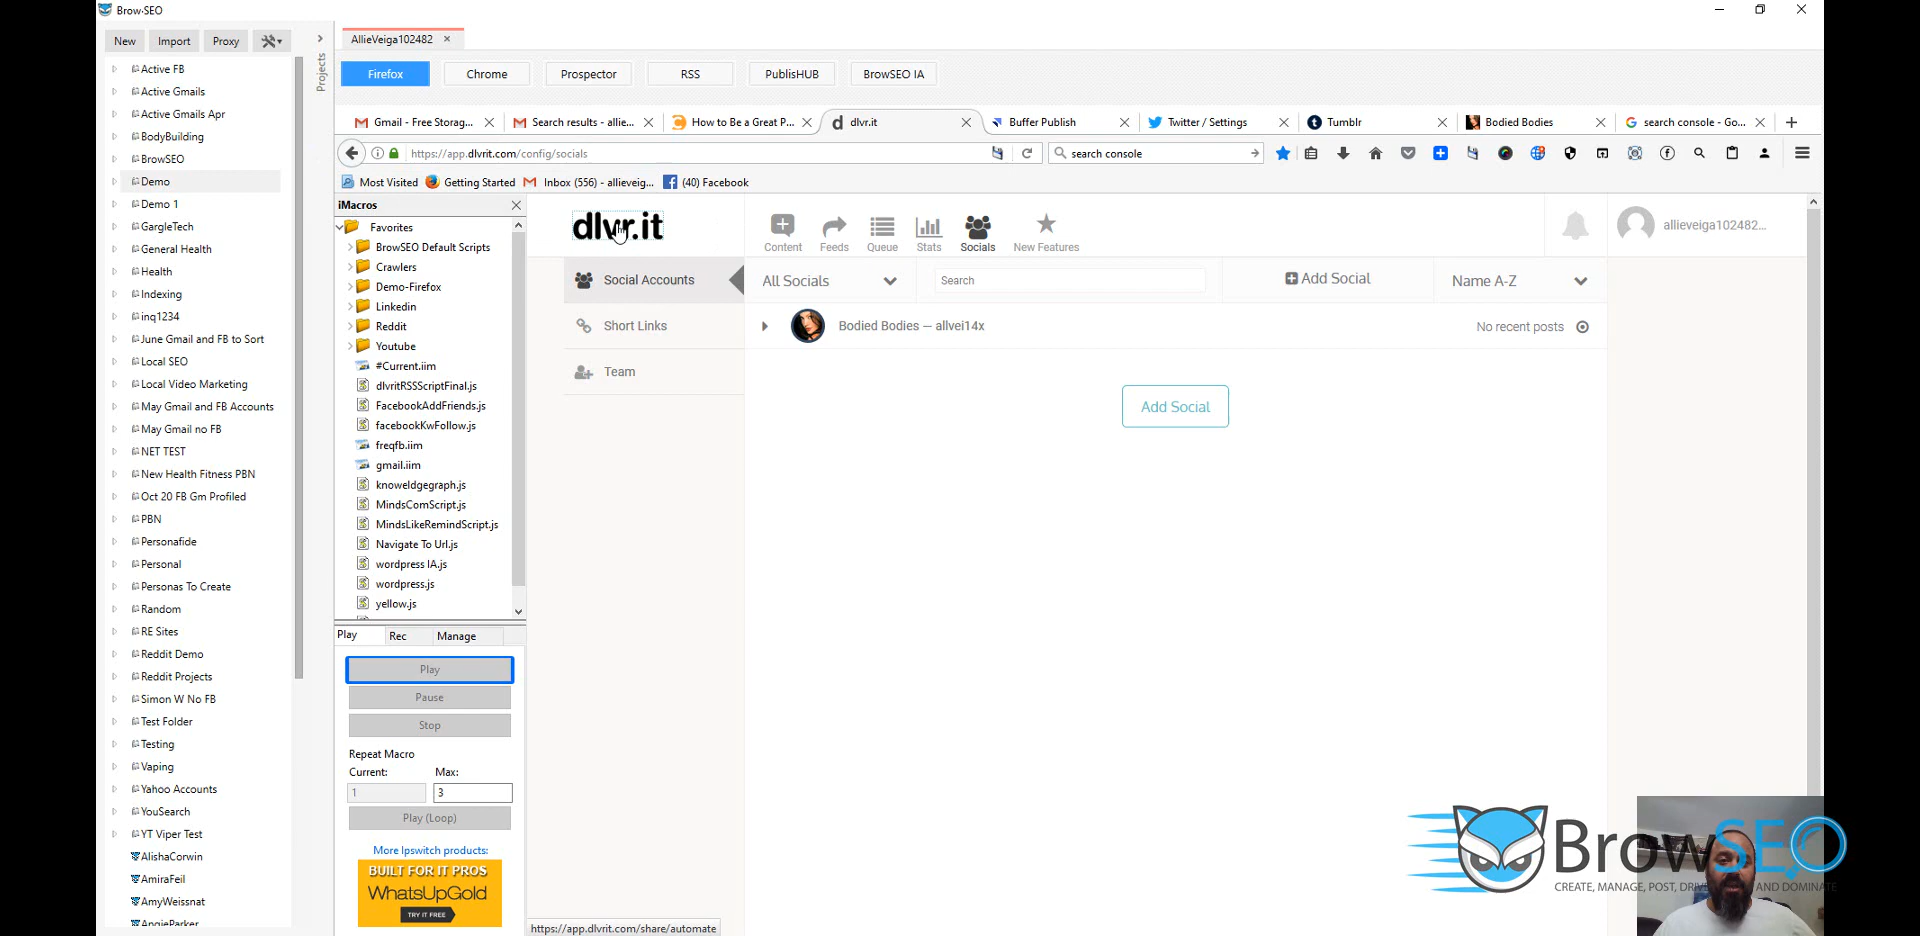 Brow·SEO
New Import Proxy
Projects
Active FB
Active Gmails
Active Gmails Apr
BodyBuilding
BrowSEO
Demo
Demo 1
GargleTech
General Health
Health
Indexing
inq1234
June Gmail and FB to Sort
Local SEO
Local Video Marketing
May Gmail and FB Accounts
May Gmail no FB
NET TEST
New Health Fitness PBN
Oct 20 FB Gm Profiled
PBN
Personafide
Personal
Personas To Create
Random
RE Sites
Reddit Demo
Reddit Projects
Simon W No FB
Test Folder
Testing
Vaping
Yahoo Accounts
YouSearch
YT Viper Test
AlishaCorwin
AmiraFeil
AmyWeissnat
AngieParker
AllieVeiga102482
Firefox Chrome Prospector RSS PublisHUB BrowSEO IA
Gmail - Free Storag... Search results - allie... How to Be a Great P... dlvr.it Buffer Publish Twitter / Settings Tumblr Bodied Bodies search console - Go...
https://app.dlvrit.com/config/socials search console
Most Visited Getting Started Inbox (556) - allieveig... (40) Facebook
iMacros
Favorites
BrowSEO Default Scripts
Crawlers
Demo-Firefox
Linkedin
Reddit
Youtube
#Current.iim
dlvritRSSScriptFinal.js
FacebookAddFriends.js
facebookKwFollow.js
freqfb.iim
gmail.iim
knoweldgegraph.js
MindsComScript.js
MindsLikeRemindScript.js
Navigate To Url.js
wordpress IA.js
wordpress.js
yellow.js
Play Rec Manage
Play
Pause
Stop
Repeat Macro
Current: Max:
1 3
Play (Loop)
More Ipswitch products:
BUILT FOR IT PROS
WhatsUpGold
TRY IT FREE
dlvr.it
Content Feeds Queue Stats Socials New Features
allieveiga102482...
Social Accounts
Short Links
Team
All Socials Search Add Social Name A-Z
Bodied Bodies — allvei14x No recent posts
Add Social
https://app.dlvrit.com/share/automate
BrowSEO
CREATE, MANAGE, POST, DRIV AND DOMINATE